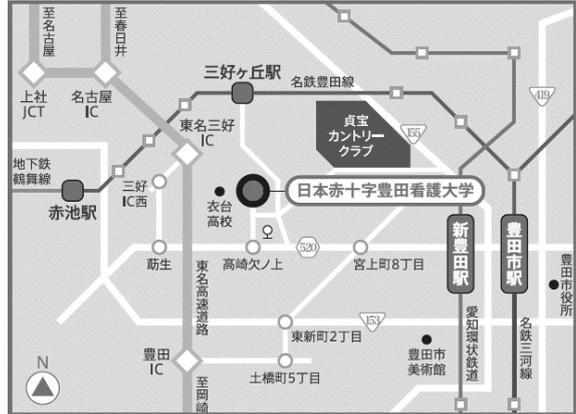 至名古屋
至春日井
上社
JCT
名古屋
IC
三好ヶ丘駅
名鉄豊田線
419
東名三好
IC
貞宝
カントリー
クラブ
155
地下鉄
鶴舞線
赤池駅
三好
IC西
衣台
高校
日本赤十字豊田看護大学
新豊田駅
豊田市駅
莇生
高崎欠ノ上
520
宮上町8丁目
豊田市役所
東名高速道路
153
東新町2丁目
愛知環状鉄道
名鉄三河線
豊田
IC
豊田市
美術館
土橋町5丁目
至岡崎
N